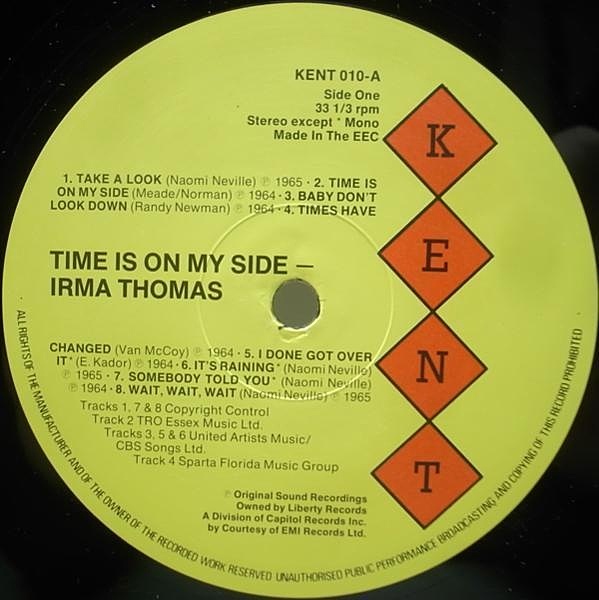 KENT 010-A
Side One
33 1/3 rpm
Stereo except * Mono
Made In The EEC
1. TAKE A LOOK (Naomi Neville) ℗ 1965 · 2. TIME IS
ON MY SIDE (Meade/Norman) ℗ 1964 · 3. BABY DON'T
LOOK DOWN (Randy Newman) ℗ 1964 · 4. TIMES HAVE
TIME IS ON MY SIDE —
IRMA THOMAS
CHANGED (Van McCoy) ℗ 1964 · 5. I DONE GOT OVER
IT* (E. Kador) ℗ 1964 · 6. IT'S RAINING* (Naomi Neville)
℗ 1965 · 7. SOMEBODY TOLD YOU* (Naomi Neville)
℗ 1964 · 8. WAIT, WAIT, WAIT (Naomi Neville) ℗ 1965
Tracks 1, 7 & 8 Copyright Control
Track 2 TRO Essex Music Ltd.
Tracks 3, 5 & 6 United Artists Music/
CBS Songs Ltd.
Track 4 Sparta Florida Music Group
℗ Original Sound Recordings
Owned by Liberty Records
A Division of Capitol Records Inc.
by Courtesy of EMI Records Ltd.
K
E
N
T
ALL RIGHTS OF THE MANUFACTURER AND OF THE OWNER OF THE RECORDED WORK RESERVED UNAUTHORISED PUBLIC PERFORMANCE BROADCASTING AND COPYING OF THIS RECORD PROHIBITED